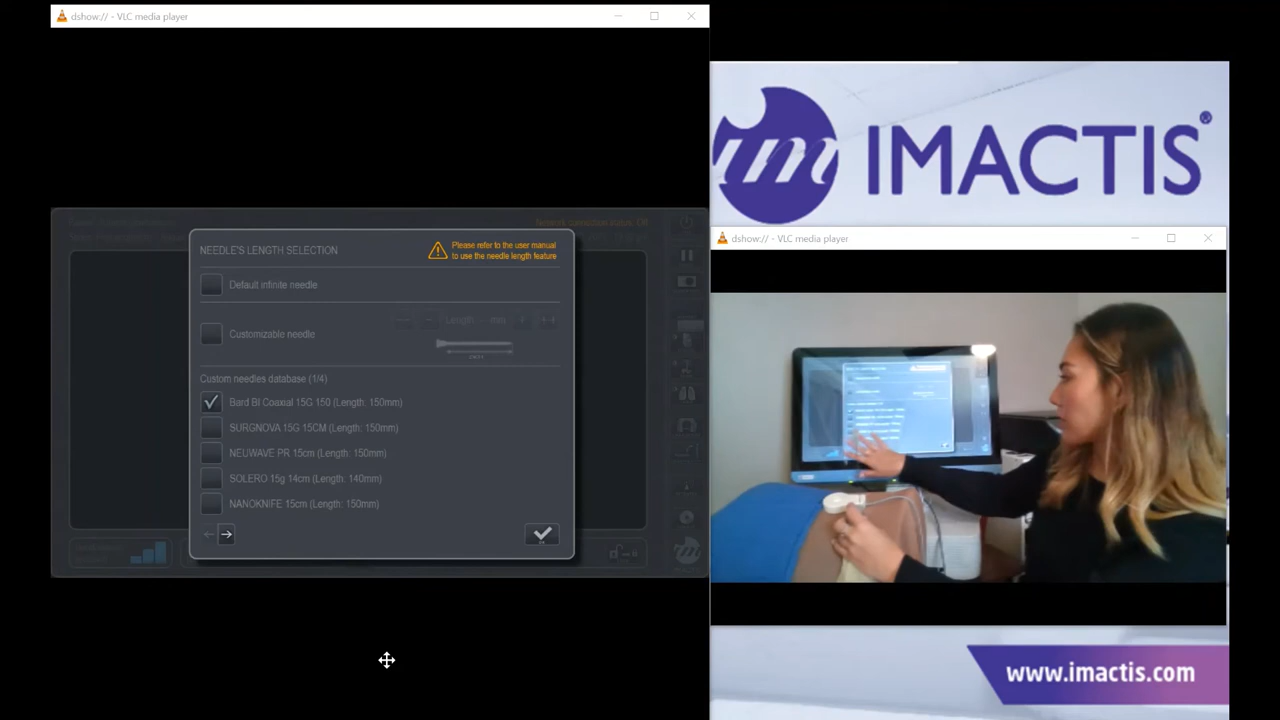 dshow:// - VLC media player
NEEDLE'S LENGTH SELECTION
Please refer to the user manual
to use the needle length feature
Default infinite needle
Customizable needle
Length -- mm
Custom needles database (1/4)
Bard BI Coaxial 15G 150 (Length: 150mm)
SURGNOVA 15G 15CM (Length: 150mm)
NEUWAVE PR 15cm (Length: 150mm)
SOLERO 15g 14cm (Length: 140mm)
NANOKNIFE 15cm (Length: 150mm)
im IMACTIS®
dshow:// - VLC media player
www.imactis.com